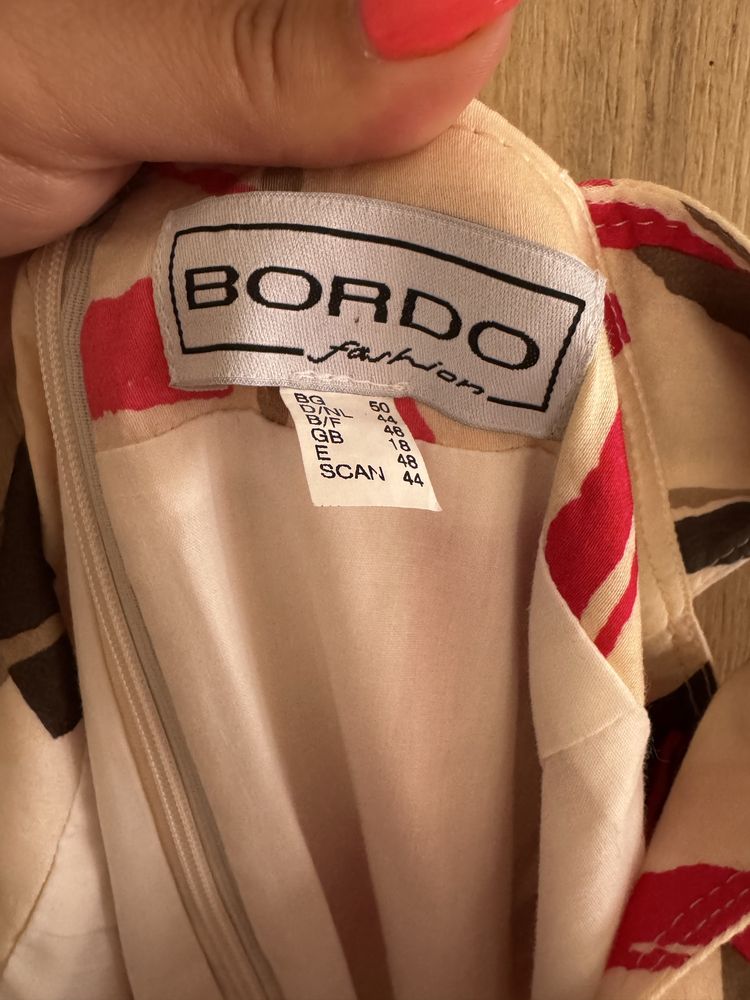 BORDO
fashion
BG 50
D/NL 44
B/F 46
GB 18
E 48
SCAN 44